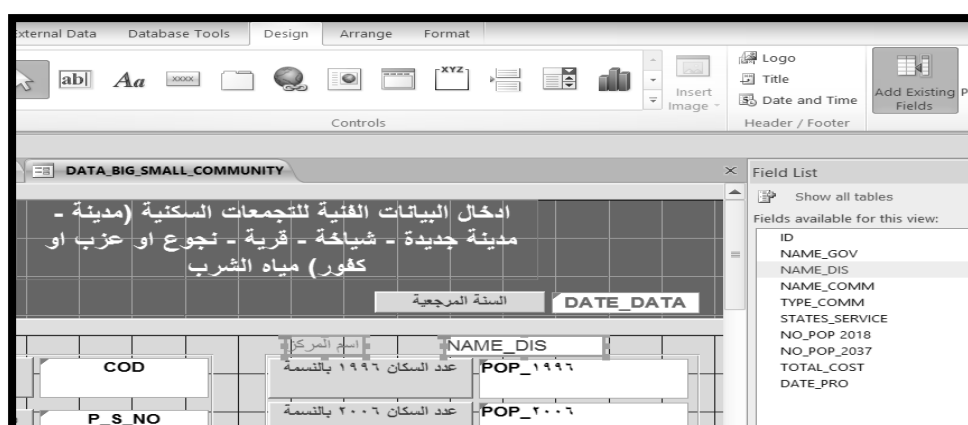 External Data Database Tools Design Arrange Format
ab| Aa xxxx XYZ
Insert
Image
Logo
Title
Date and Time
Add Existing
Fields
Controls
Header / Footer
DATA_BIG_SMALL_COMMUNITY
ادخال البيانات الفنية للتجمعات السكنية (مدينة -
مدينة جديدة - شياخة - قرية - نجوع او عزب او
كفور) مياه الشرب
السنة المرجعية DATE_DATA
اسم المركز NAME_DIS
COD عدد السكان ١٩٩٦ بالنسمة POP_١٩٩٦
P_S_NO عدد السكان ٢٠٠٦ بالنسمة POP_٢٠٠٦
Field List
Show all tables
Fields available for this view:
ID
NAME_GOV
NAME_DIS
NAME_COMM
TYPE_COMM
STATES_SERVICE
NO_POP 2018
NO_POP_2037
TOTAL_COST
DATE_PRO